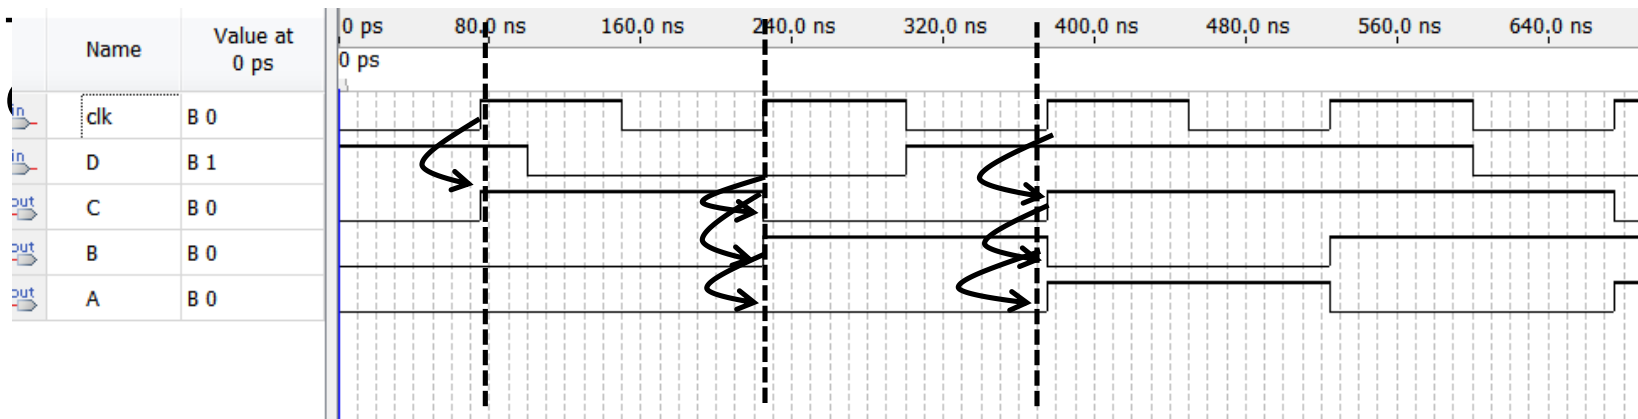 Name Value at 0 ps
0 ps 80.0 ns 160.0 ns 240.0 ns 320.0 ns 400.0 ns 480.0 ns 560.0 ns 640.0 ns
0 ps
in clk B 0
in D B 1
out C B 0
out B B 0
out A B 0